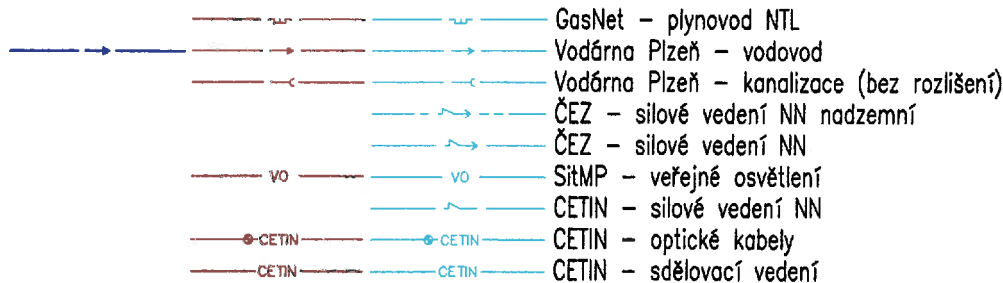 GasNet – plynovod NTL
Vodárna Plzeň – vodovod
Vodárna Plzeň – kanalizace (bez rozlišení)
ČEZ – silové vedení NN nadzemní
ČEZ – silové vedení NN
VO VO SitMP – veřejné osvětlení
CETIN – silové vedení NN
CETIN CETIN CETIN – optické kabely
CETIN CETIN CETIN – sdělovací vedení